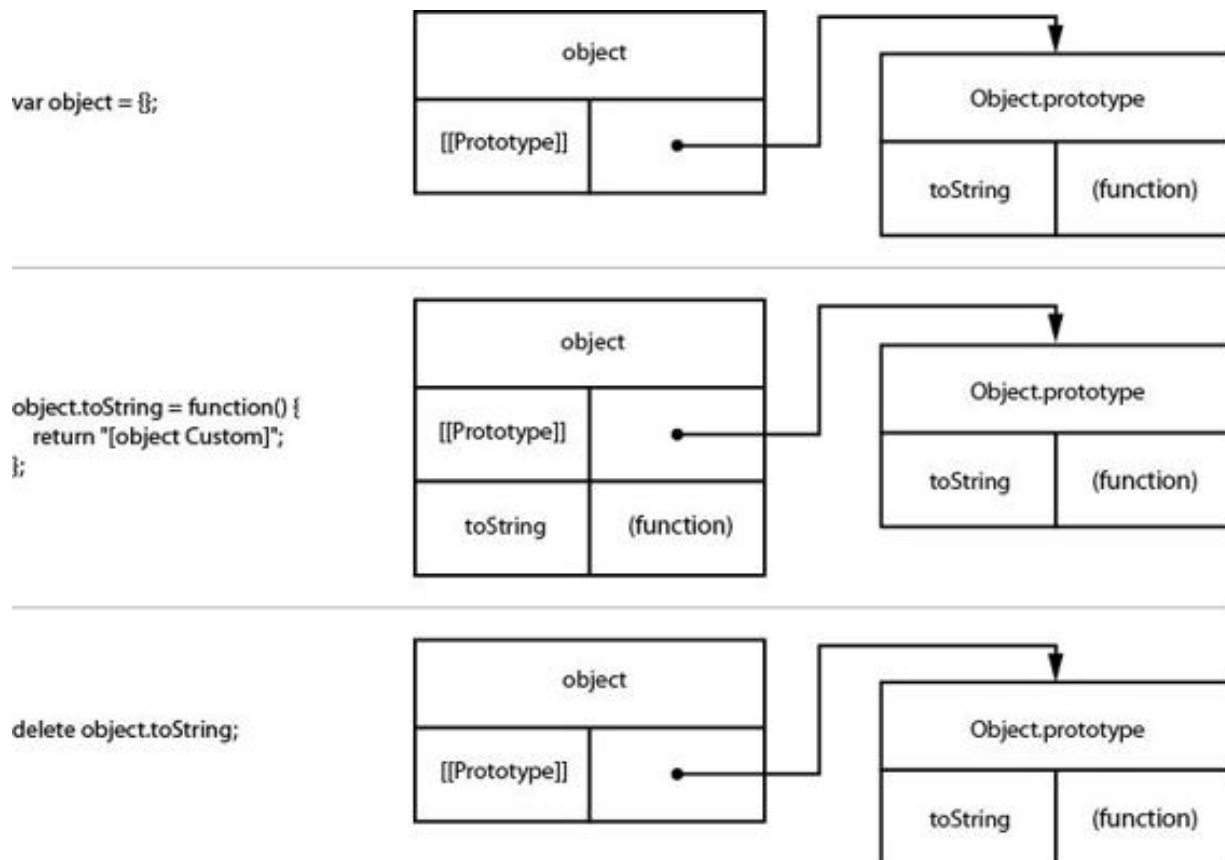 var object = {};
object
[[Prototype]]
Object.prototype
toString (function)
object.toString = function() {
return "[object Custom]";
};
object
[[Prototype]]
toString (function)
Object.prototype
toString (function)
delete object.toString;
object
[[Prototype]]
Object.prototype
toString (function)